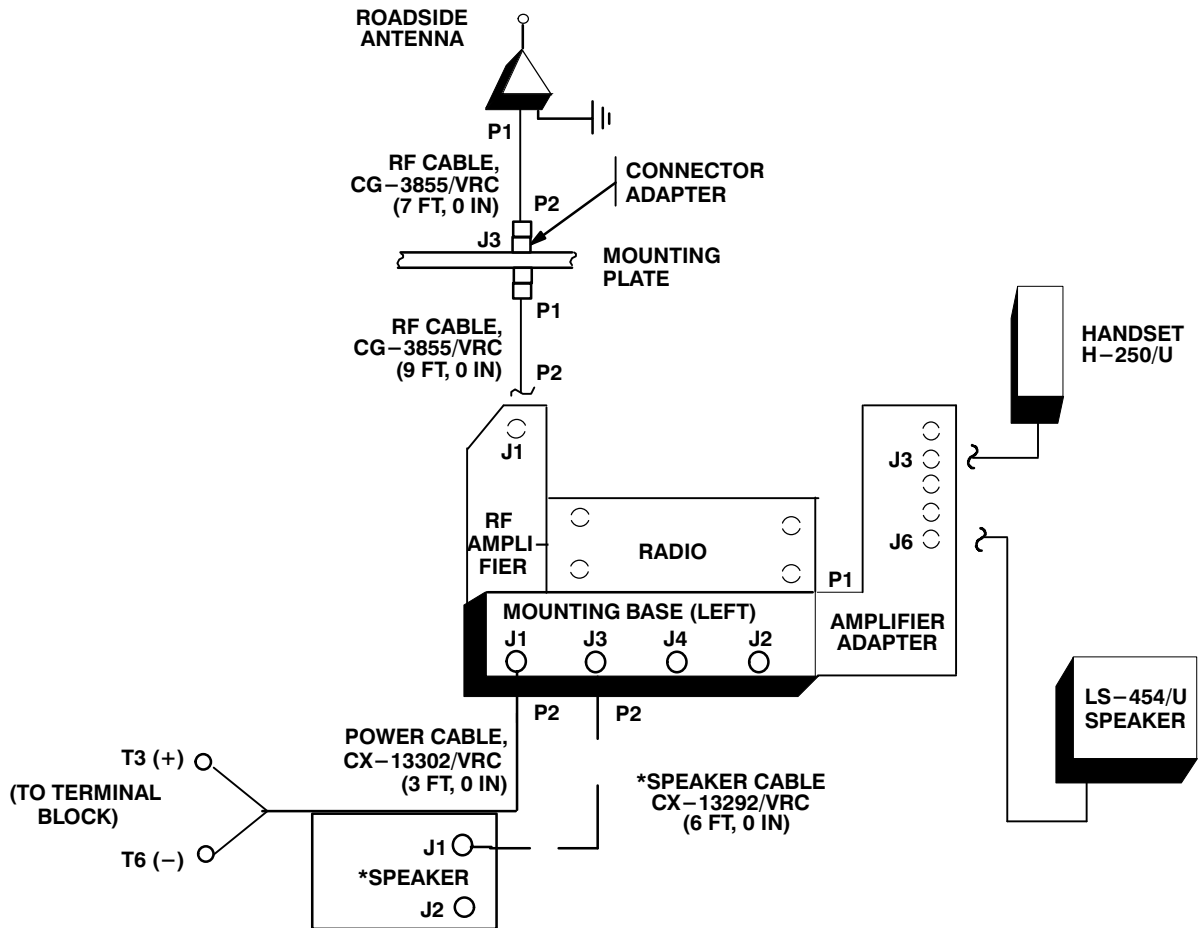 ROADSIDE
ANTENNA
P1
RF CABLE,
CG−3855/VRC
(7 FT, 0 IN)
P2
CONNECTOR
ADAPTER
J3
MOUNTING
PLATE
P1
RF CABLE,
CG−3855/VRC
(9 FT, 0 IN)
P2
HANDSET
H−250/U
J1
J3
RF
AMPLI−
FIER
RADIO
J6
P1
MOUNTING BASE (LEFT)
J1 J3 J4 J2
AMPLIFIER
ADAPTER
LS−454/U
SPEAKER
P2 P2
POWER CABLE,
CX-13302/VRC
(3 FT, 0 IN)
T3 (+)
(TO TERMINAL
BLOCK)
T6 (−)
*SPEAKER CABLE
CX−13292/VRC
(6 FT, 0 IN)
J1
*SPEAKER
J2